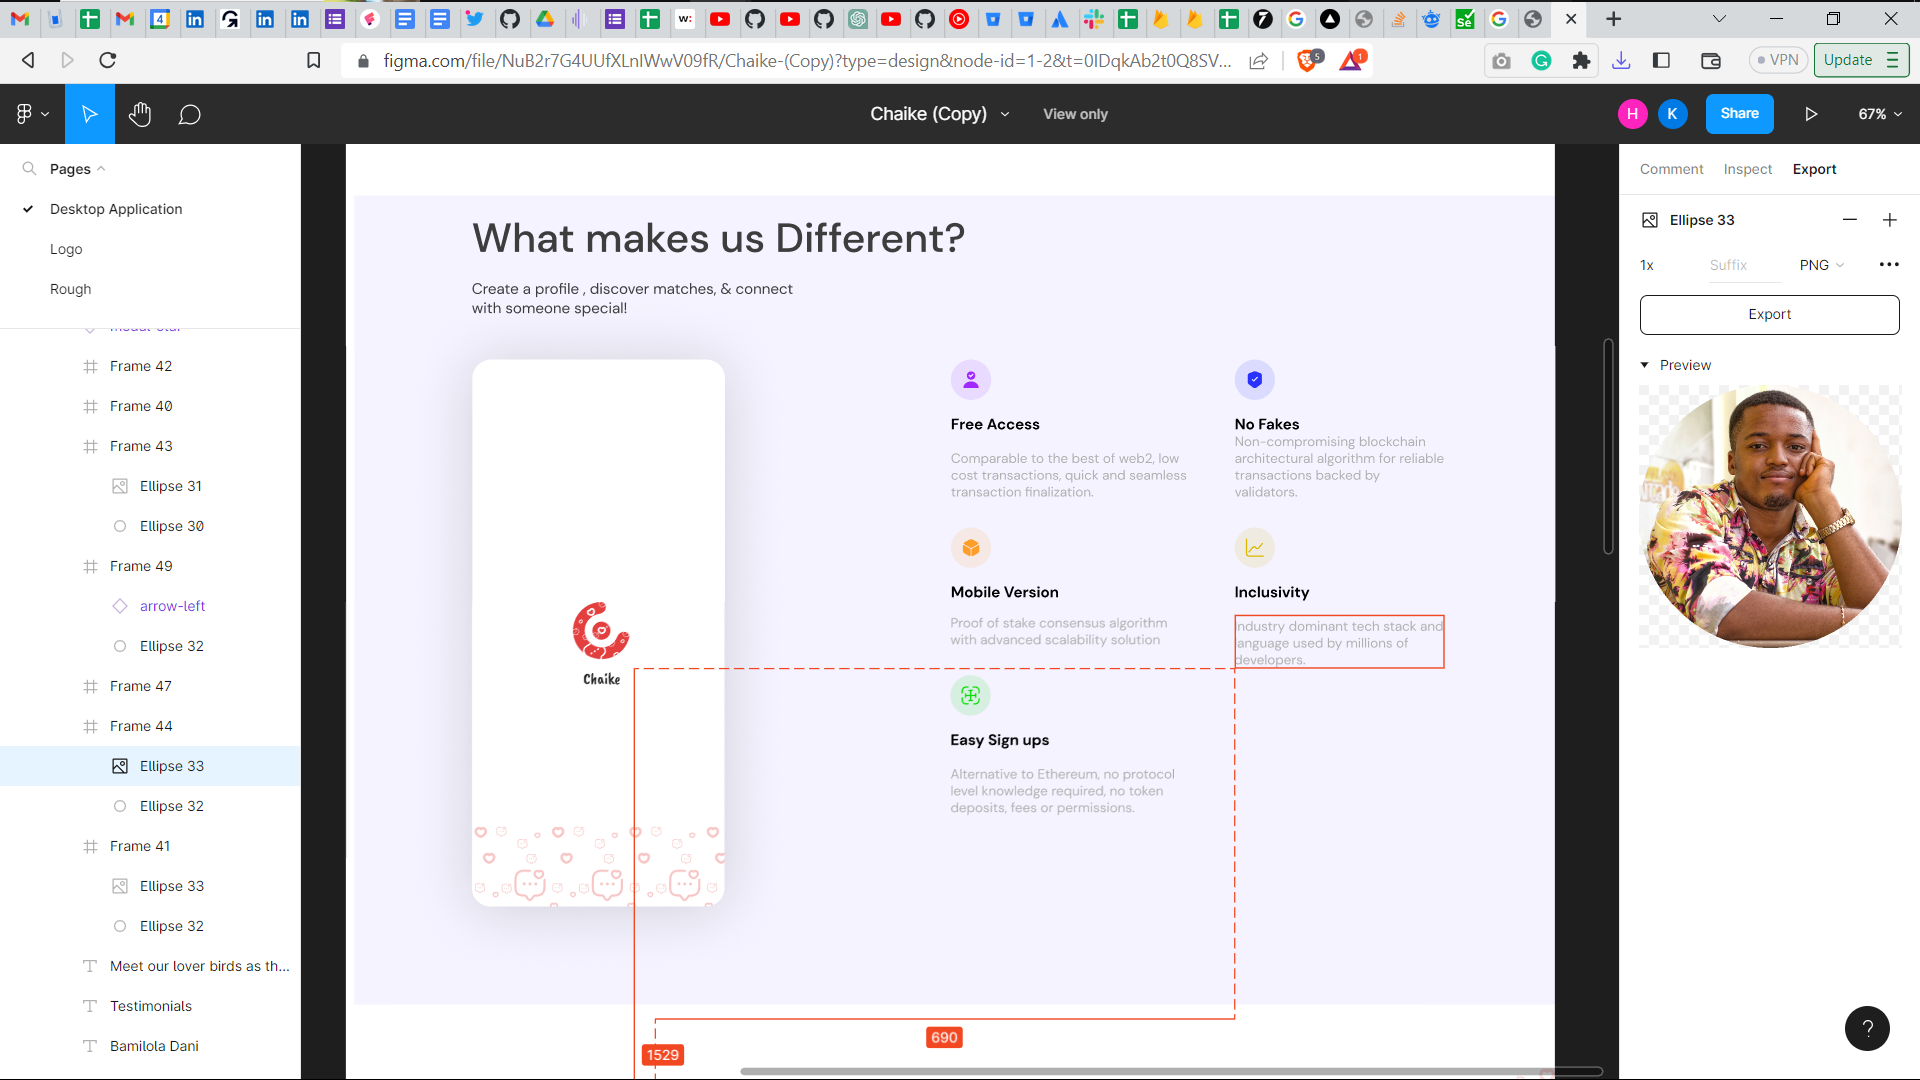 figma.com/file/NuB2r7G4UUfXLnIWwV09fR/Chaike-(Copy)?type=design&node-id=1-2&t=0IDqkAb2t0Q8SV...
5
1
VPN
Update
Chaike (Copy)
View only
H
K
Share
67%
Pages
Desktop Application
Logo
Rough
Frame 42
Frame 40
Frame 43
Ellipse 31
Ellipse 30
Frame 49
arrow-left
Ellipse 32
Frame 47
Frame 44
Ellipse 33
Ellipse 32
Frame 41
Ellipse 33
Ellipse 32
Meet our lover birds as th...
Testimonials
Bamilola Dani
What makes us Different?
Create a profile , discover matches, & connect
with someone special!
Chaike
Free Access
Comparable to the best of web2, low
cost transactions, quick and seamless
transaction finalization.
No Fakes
Non-compromising blockchain
architectural algorithm for reliable
transactions backed by
validators.
Mobile Version
Proof of stake consensus algorithm
with advanced scalability solution
Inclusivity
Industry dominant tech stack and
language used by millions of
developers.
Easy Sign ups
Alternative to Ethereum, no protocol
level knowledge required, no token
deposits, fees or permissions.
690
1529
Comment
Inspect
Export
Ellipse 33
1x
Suffix
PNG
Export
Preview
?